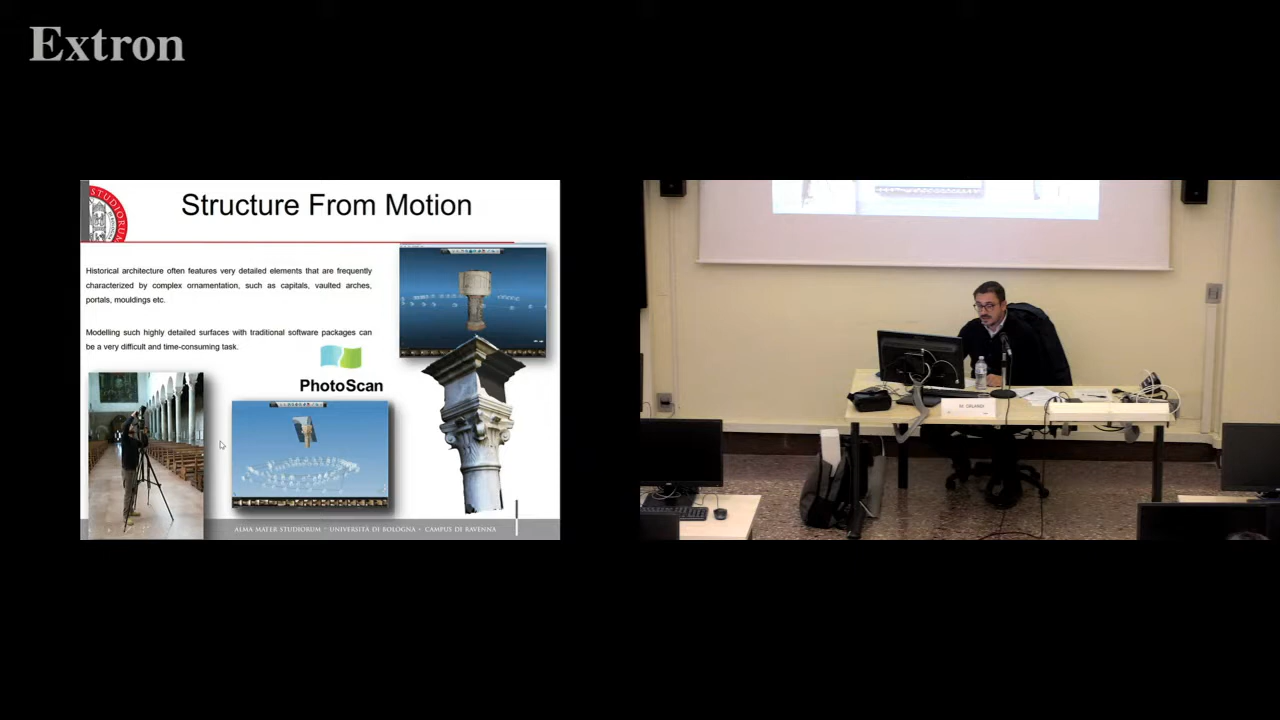 Extron
STUDIORUM
Structure From Motion
Historical architecture often features very detailed elements that are frequently
characterized by complex ornamentation, such as capitals, vaulted arches,
portals, mouldings etc.
Modelling such highly detailed surfaces with traditional software packages can
be a very difficult and time-consuming task.
PhotoScan
ALMA MATER STUDIORUM - UNIVERSITÀ DI BOLOGNA - CAMPUS DI RAVENNA